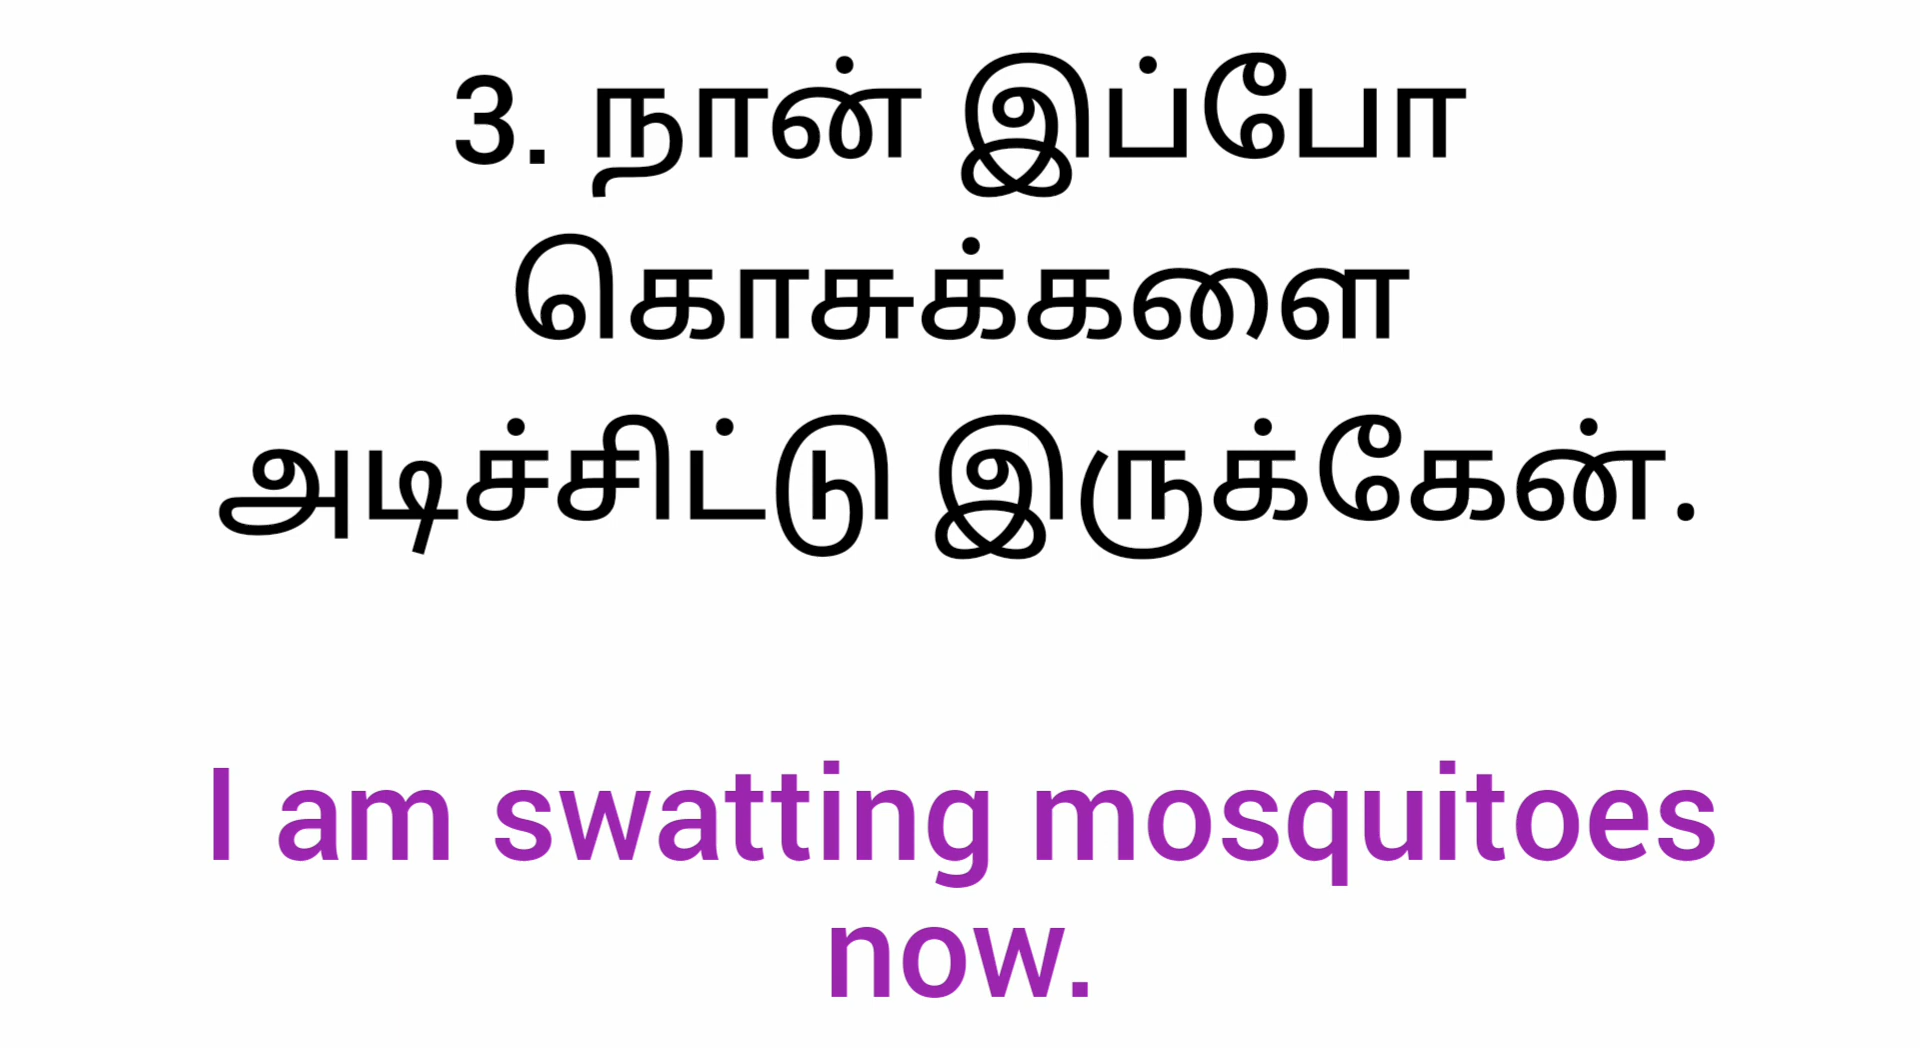 3. நான் இப்போ
கொசுக்களை
அடிச்சிட்டு இருக்கேன்.
I am swatting mosquitoes
now.